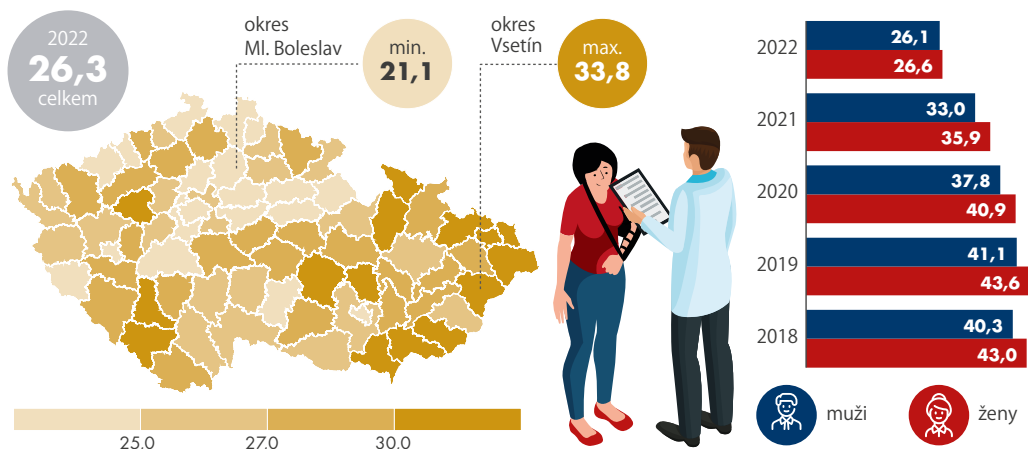 2022
26,3
celkem
okres
Ml. Boleslav
min.
21,1
okres
Vsetín
max.
33,8
25.0
27.0
30.0
2022
26,1
26,6
2021
33,0
35,9
2020
37,8
40,9
2019
41,1
43,6
2018
40,3
43,0
muži
ženy